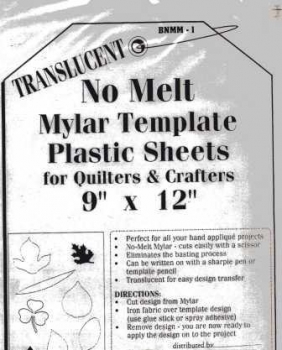 BNMM - 1
TRANSLUCENT
No Melt
Mylar Template
Plastic Sheets
for Quilters & Crafters
9" x 12"
• Perfect for all your hand appliqué projects
• No-Melt Mylar - cuts easily with a scissor
• Eliminates the basting process
• Can be written on with a sharpie pen or
template pencil
• Translucent for easy design transfer
DIRECTIONS:
• Cut design from Mylar
• Iron fabric over template design
(use glue stick or spray adhesive)
• Remove design - you are now ready to
apply the design on to the project
distributed by